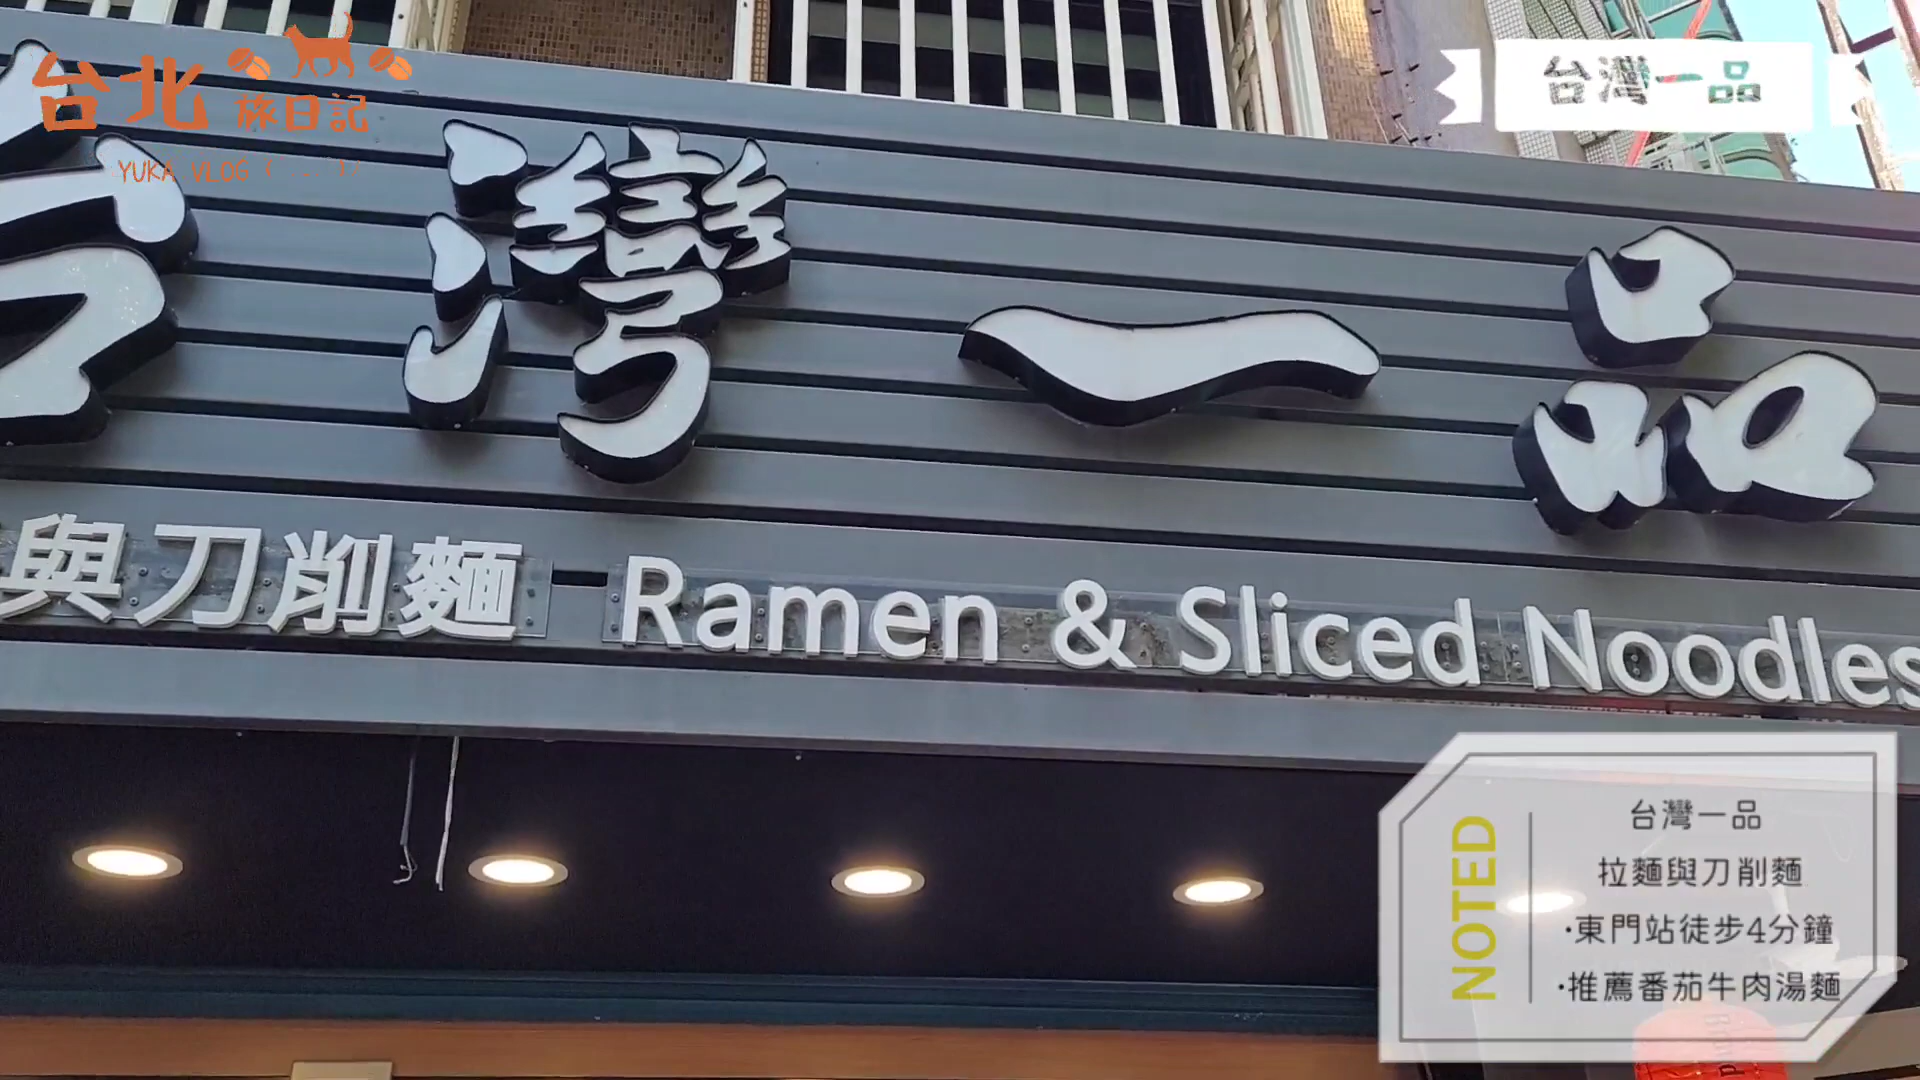 台北
旅日記
YUKA VLOG
台灣一品
台灣一品
與刀削麵
Ramen & Sliced Noodles
NOTED
台灣一品
拉麵與刀削麵
·東門站徒步4分鐘
·推薦番茄牛肉湯麵